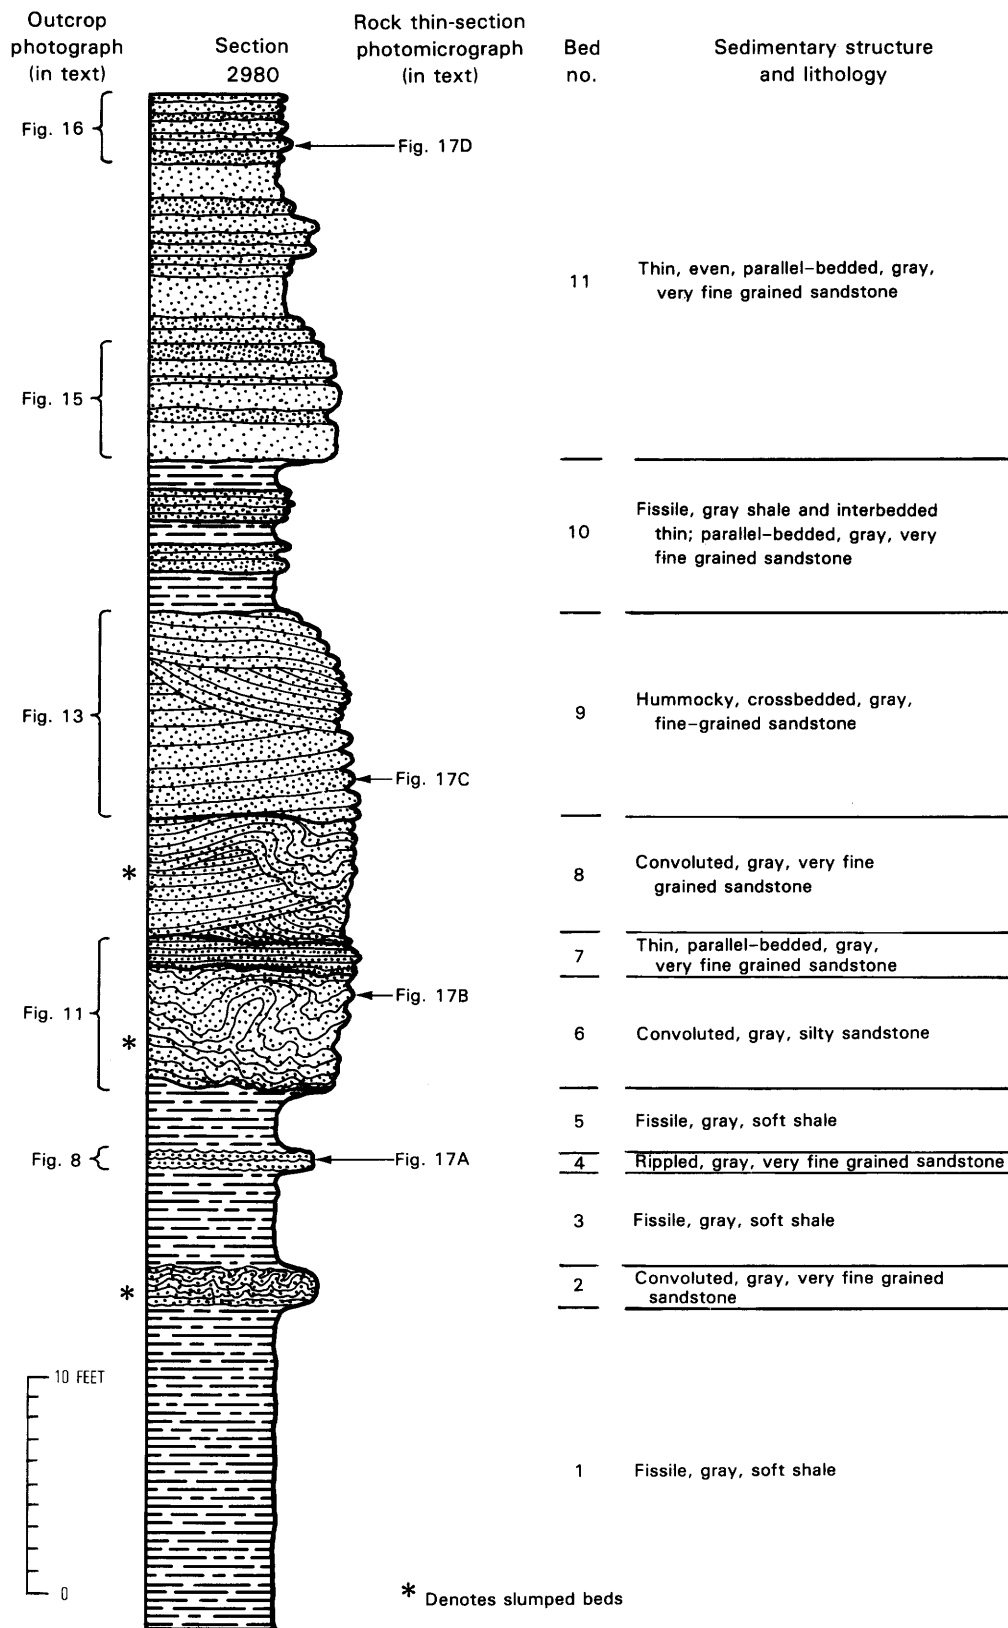 Outcrop
photograph
(in text)
Section
2980
Rock thin-section
photomicrograph
(in text)
Bed
no.
Sedimentary structure
and lithology
Fig. 16
Fig. 17D
11
Thin, even, parallel-bedded, gray,
very fine grained sandstone
Fig. 15
10
Fissile, gray shale and interbedded
thin; parallel-bedded, gray, very
fine grained sandstone
Fig. 13
9
Hummocky, crossbedded, gray,
fine-grained sandstone
Fig. 17C
*
8
Convoluted, gray, very fine
grained sandstone
7
Thin, parallel-bedded, gray,
very fine grained sandstone
Fig. 11
Fig. 17B
*
6
Convoluted, gray, silty sandstone
5
Fissile, gray, soft shale
Fig. 8
Fig. 17A
4
Rippled, gray, very fine grained sandstone
3
Fissile, gray, soft shale
*
2
Convoluted, gray, very fine grained
sandstone
10 FEET
1
Fissile, gray, soft shale
0
* Denotes slumped beds